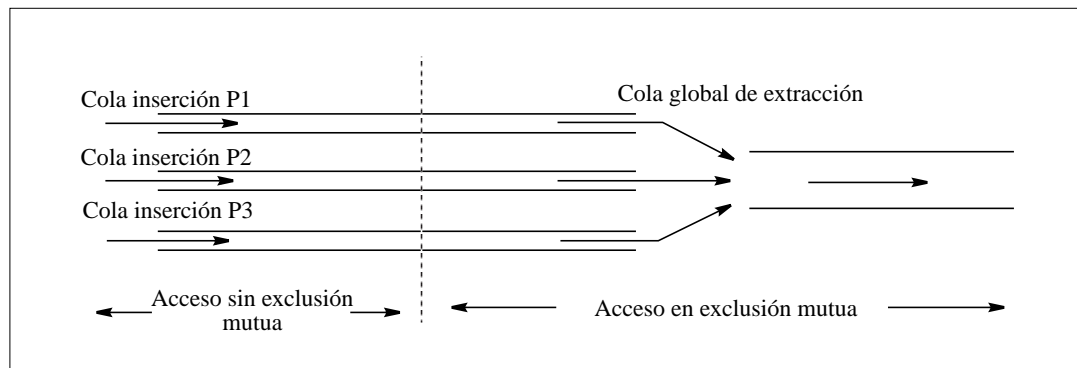 Cola inserción P1
Cola global de extracción
Cola inserción P2
Cola inserción P3
Acceso sin exclusión
mutua
Acceso en exclusión mutua